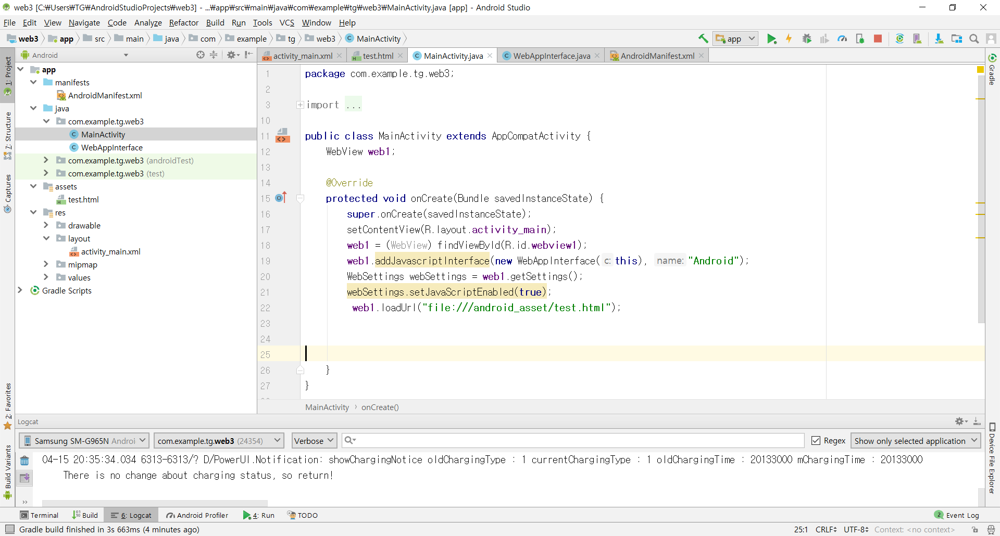 web3 [C:₩Users₩TG₩AndroidStudioProjects₩web3] - ...₩app₩src₩main₩java₩com₩example₩tg₩web3₩MainActivity.java [app] - Android Studio
File Edit View Navigate Code Analyze Refactor Build Run Tools VCS Window Help
web3 app src main java com example tg web3 MainActivity app
Android
activity_main.xml test.html MainActivity.java WebAppInterface.java AndroidManifest.xml
1: Project
7: Structure
Captures
2: Favorites
Build Variants
app
manifests
AndroidManifest.xml
java
com.example.tg.web3
MainActivity
WebAppInterface
com.example.tg.web3 (androidTest)
com.example.tg.web3 (test)
assets
test.html
res
drawable
layout
activity_main.xml
mipmap
values
Gradle Scripts
1 package com.example.tg.web3;
2
3 import ...
10
11 public class MainActivity extends AppCompatActivity {
12 WebView web1;
13
14 @Override
15 protected void onCreate(Bundle savedInstanceState) {
16 super.onCreate(savedInstanceState);
17 setContentView(R.layout.activity_main);
18 web1 = (WebView) findViewById(R.id.webview1);
19 web1.addJavascriptInterface(new WebAppInterface( c: this), name: "Android");
20 WebSettings webSettings = web1.getSettings();
21 webSettings.setJavaScriptEnabled(true);
22 web1.loadUrl("file:///android_asset/test.html");
23
24
25
26 }
27 }
MainActivity › onCreate()
Gradle
Device File Explorer
Logcat
Samsung SM-G965N Androi com.example.tg.web3 (24354) Verbose Regex Show only selected application
04-15 20:35:34.034 6313-6313/? D/PowerUI.Notification: showChargingNotice oldChargingType : 1 currentChargingType : 1 oldChargingTime : 20133000 mChargingTime : 20133000
There is no change about charging status, so return!
»
Terminal Build 6: Logcat Android Profiler 4: Run TODO 2 Event Log
Gradle build finished in 3s 663ms (4 minutes ago) 25:1 CRLF UTF-8 Context: <no context>